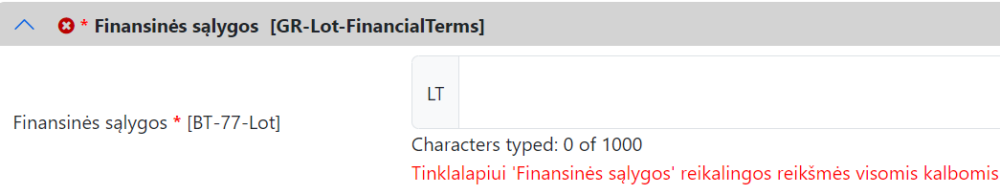 * Finansinės sąlygos [GR-Lot-FinancialTerms]
LT
Finansinės sąlygos * [BT-77-Lot]
Characters typed: 0 of 1000
Tinklalapiui 'Finansinės sąlygos' reikalingos reikšmės visomis kalbomis